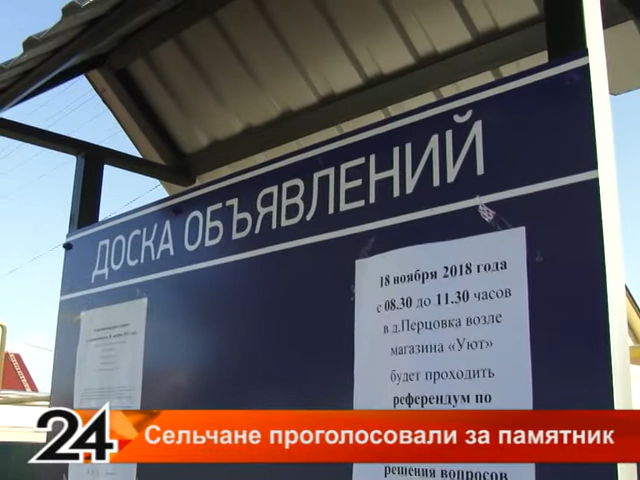 ДОСКА ОБЪЯВЛЕНИЙ
18 ноября 2018 года
с 08.30 до 11.30 часов
в д.Перцовка возле
магазина «Уют»
будет проходить
референдум по
решения вопросов
24
Сельчане проголосовали за памятник